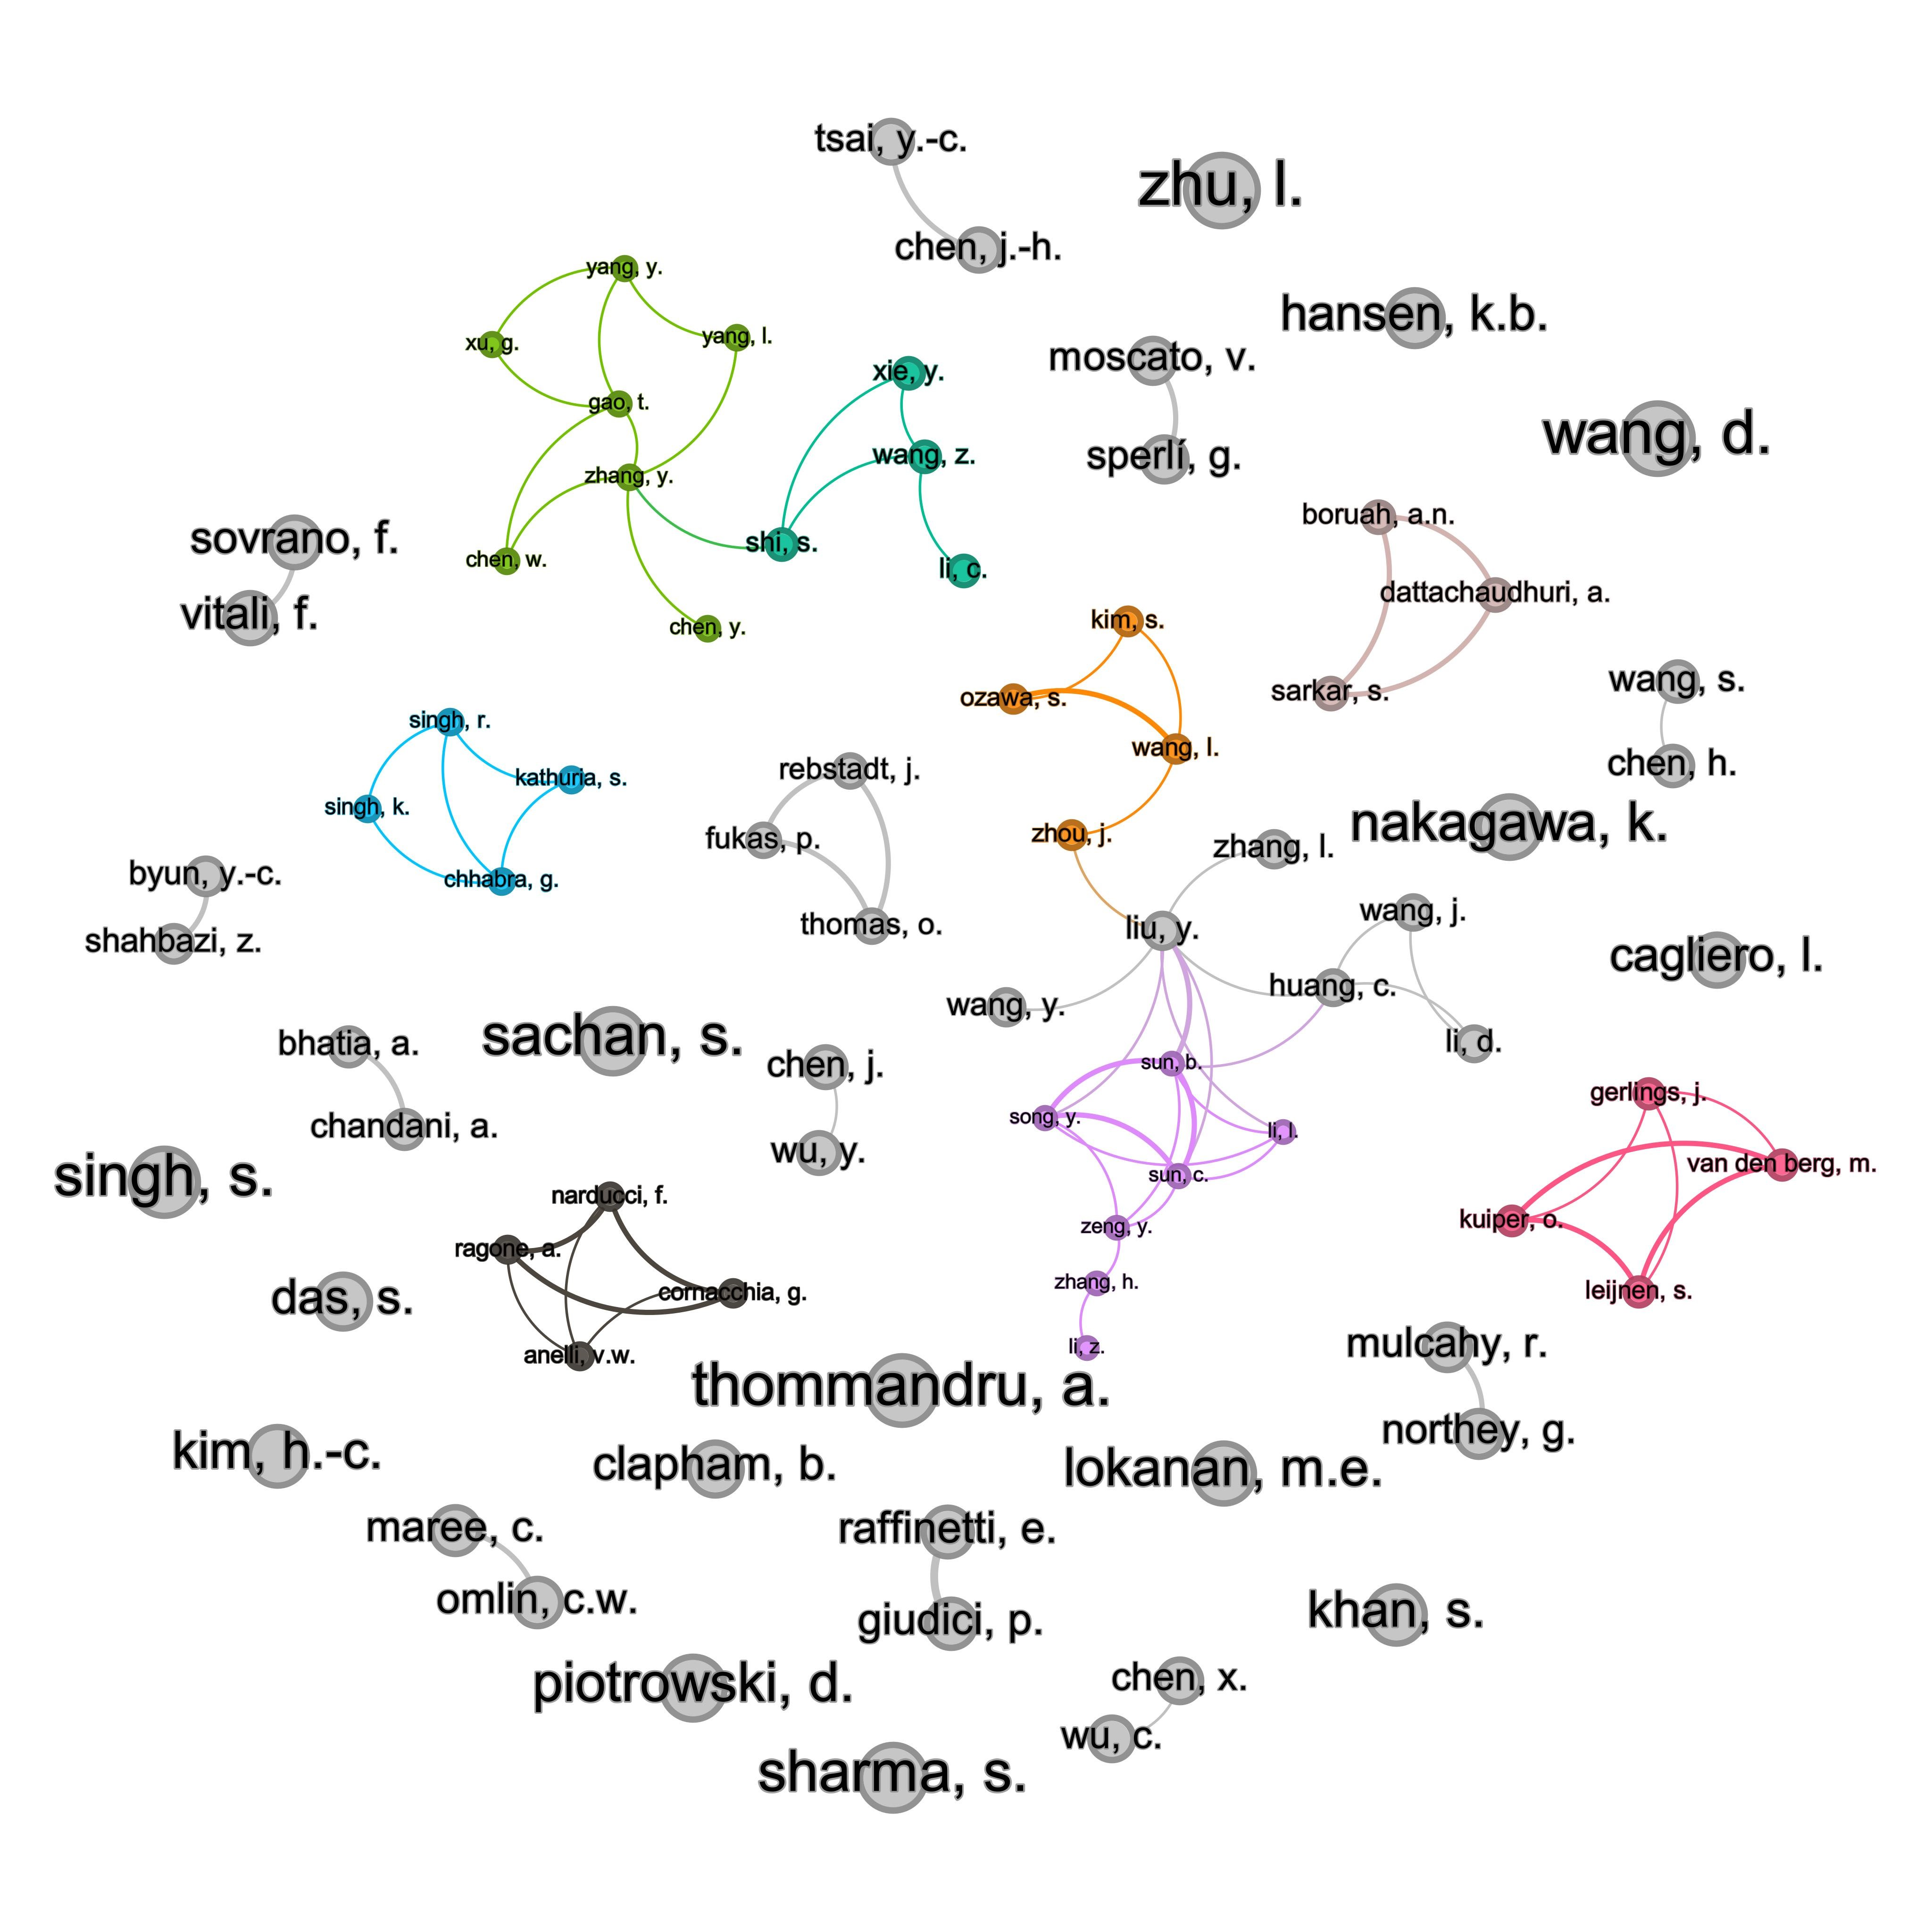 tsai, y.-c.
zhu, l.
chen, j.-h.
yang, y.
hansen, k.b.
yang, l.
xu, g.
moscato, v.
xie, y.
gao, t.
wang, d.
wang, z.
sperlí, g.
zhang, y.
boruah, a.n.
sovrano, f.
shi, s.
chen, w.
li, c.
dattachaudhuri, a.
vitali, f.
kim, s.
chen, y.
wang, s.
sarkar, s.
ozawa, s.
singh, r.
wang, l.
chen, h.
rebstadt, j.
kathuria, s.
singh, k.
nakagawa, k.
zhou, j.
fukas, p.
zhang, l.
byun, y.-c.
chhabra, g.
wang, j.
thomas, o.
liu, y.
shahbazi, z.
cagliero, l.
huang, c.
wang, y.
sachan, s.
bhatia, a.
li, d.
sun, b.
chen, j.
gerlings, j.
song, y.
chandani, a.
li, l.
wu, y.
van den berg, m.
singh, s.
sun, c.
narducci, f.
kuiper, o.
zeng, y.
ragone, a.
zhang, h.
leijnen, s.
cornacchia, g.
das, s.
mulcahy, r.
li, z.
anelli, v.w.
thommandru, a.
northey, g.
kim, h.-c.
clapham, b.
lokanan, m.e.
maree, c.
raffinetti, e.
omlin, c.w.
khan, s.
giudici, p.
chen, x.
piotrowski, d.
wu, c.
sharma, s.